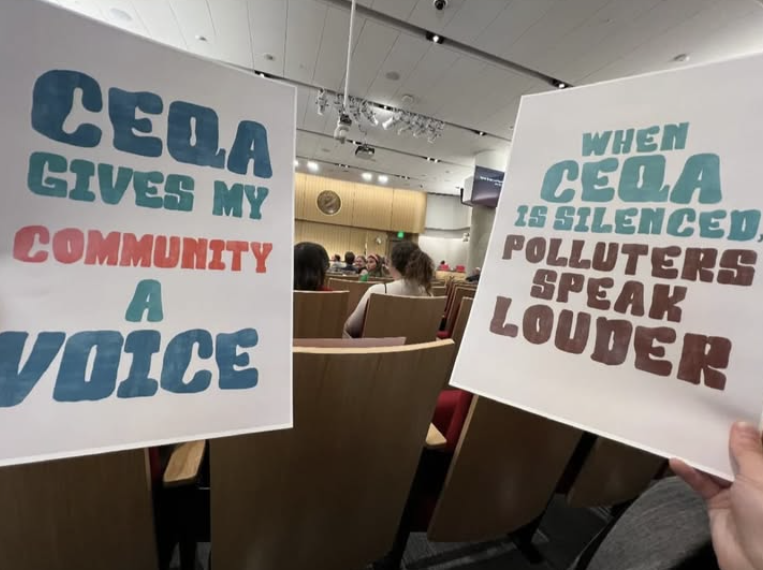 CEQA
GIVES MY
COMMUNITY
A
VOICE
WHEN
CEQA
IS SILENCED,
POLLUTERS
SPEAK
LOUDER